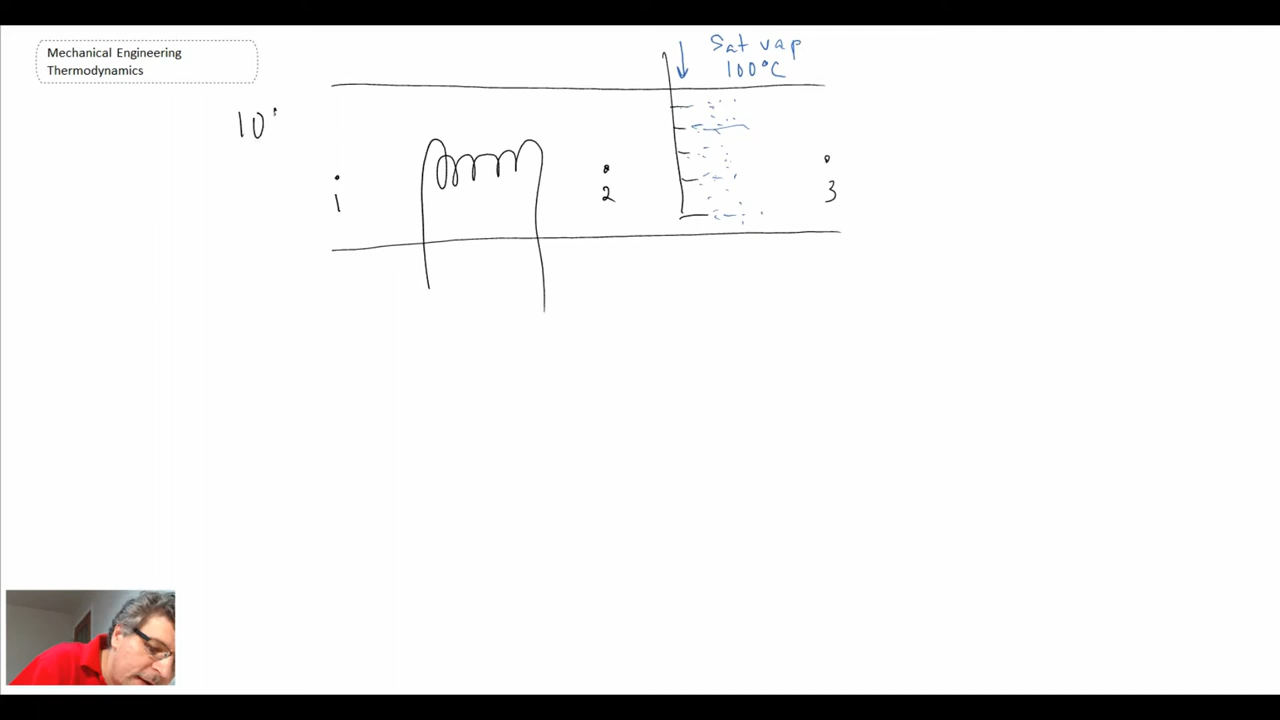 Mechanical Engineering
Thermodynamics
Sat vap
100°C
10°
1
2
3